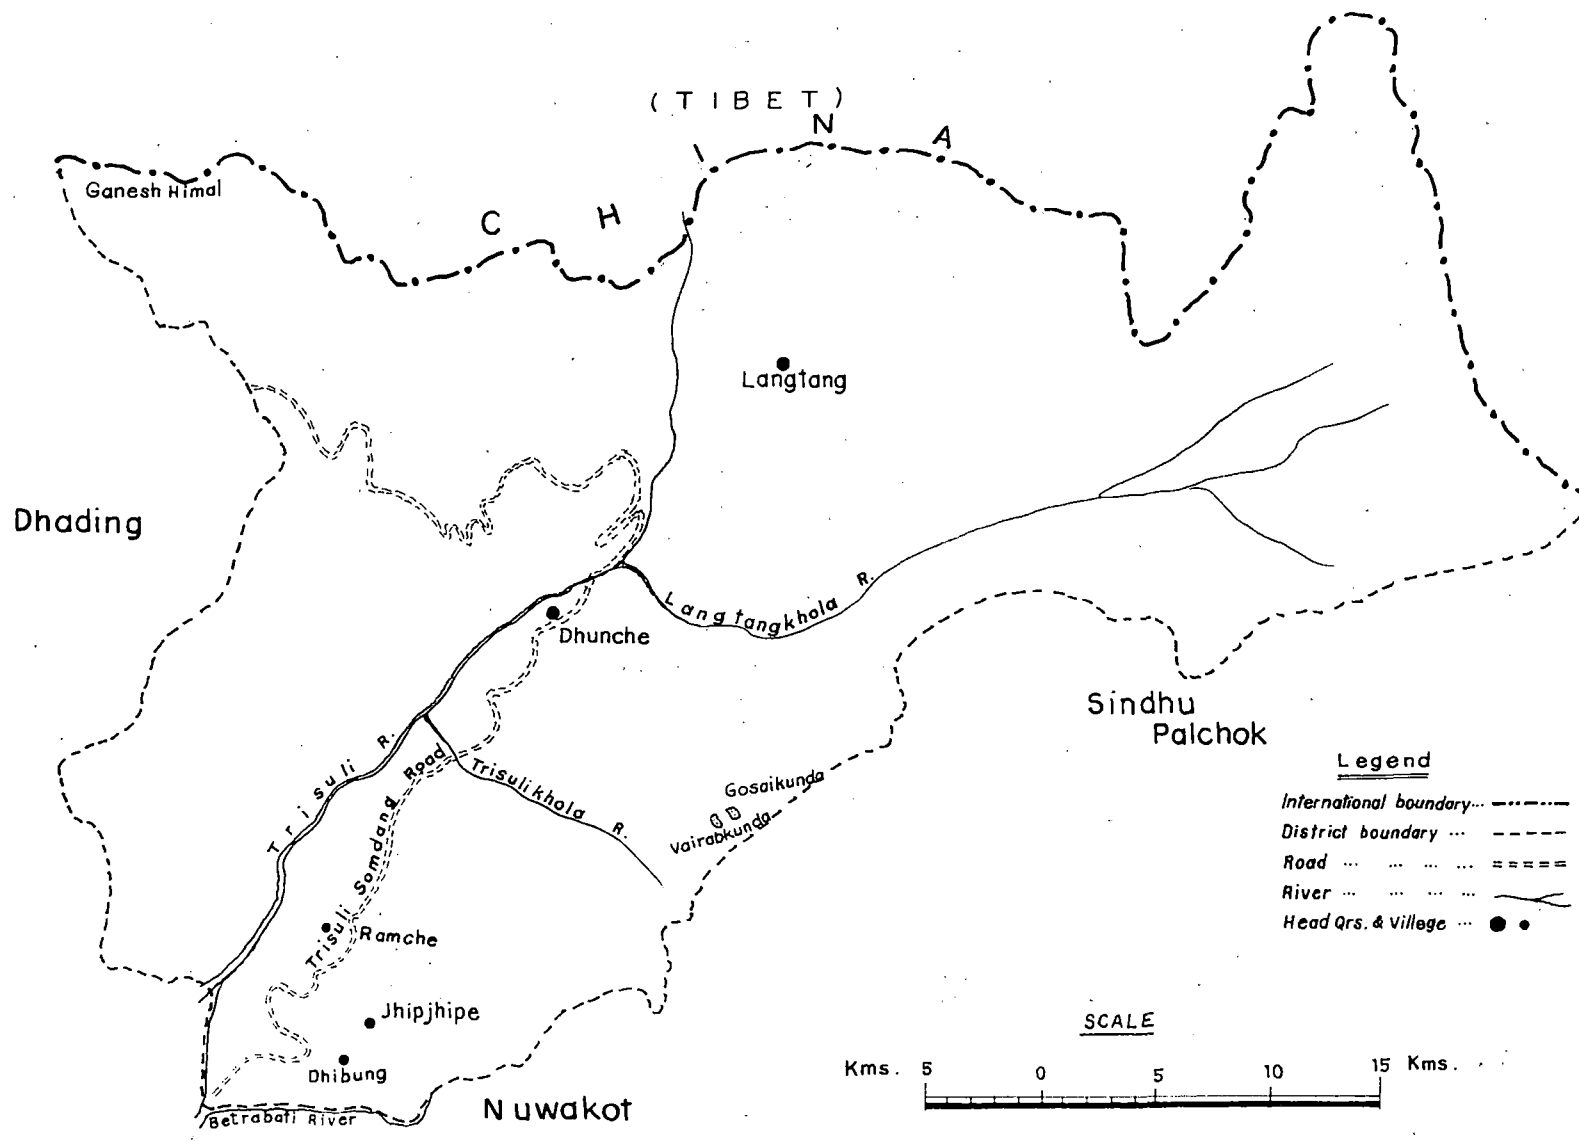 ( T I B E T )
C H I N A
Ganesh Himal
Langtang
Dhading
Langtangkhola R.
Dhunche
Sindhu
Palchok
Trisuli R.
Trisuli Somdang Road
Trisulikhola R.
Gosaikunda
Vairabkunda
Ramche
Jhipjhipe
Dhibung
Betrabati River
Nuwakot
Legend
International boundary...
District boundary ...
Road ... ... ... ...
River ... ... ... ...
Head Qrs. & Villege ...
SCALE
Kms. 5 0 5 10 15 Kms.